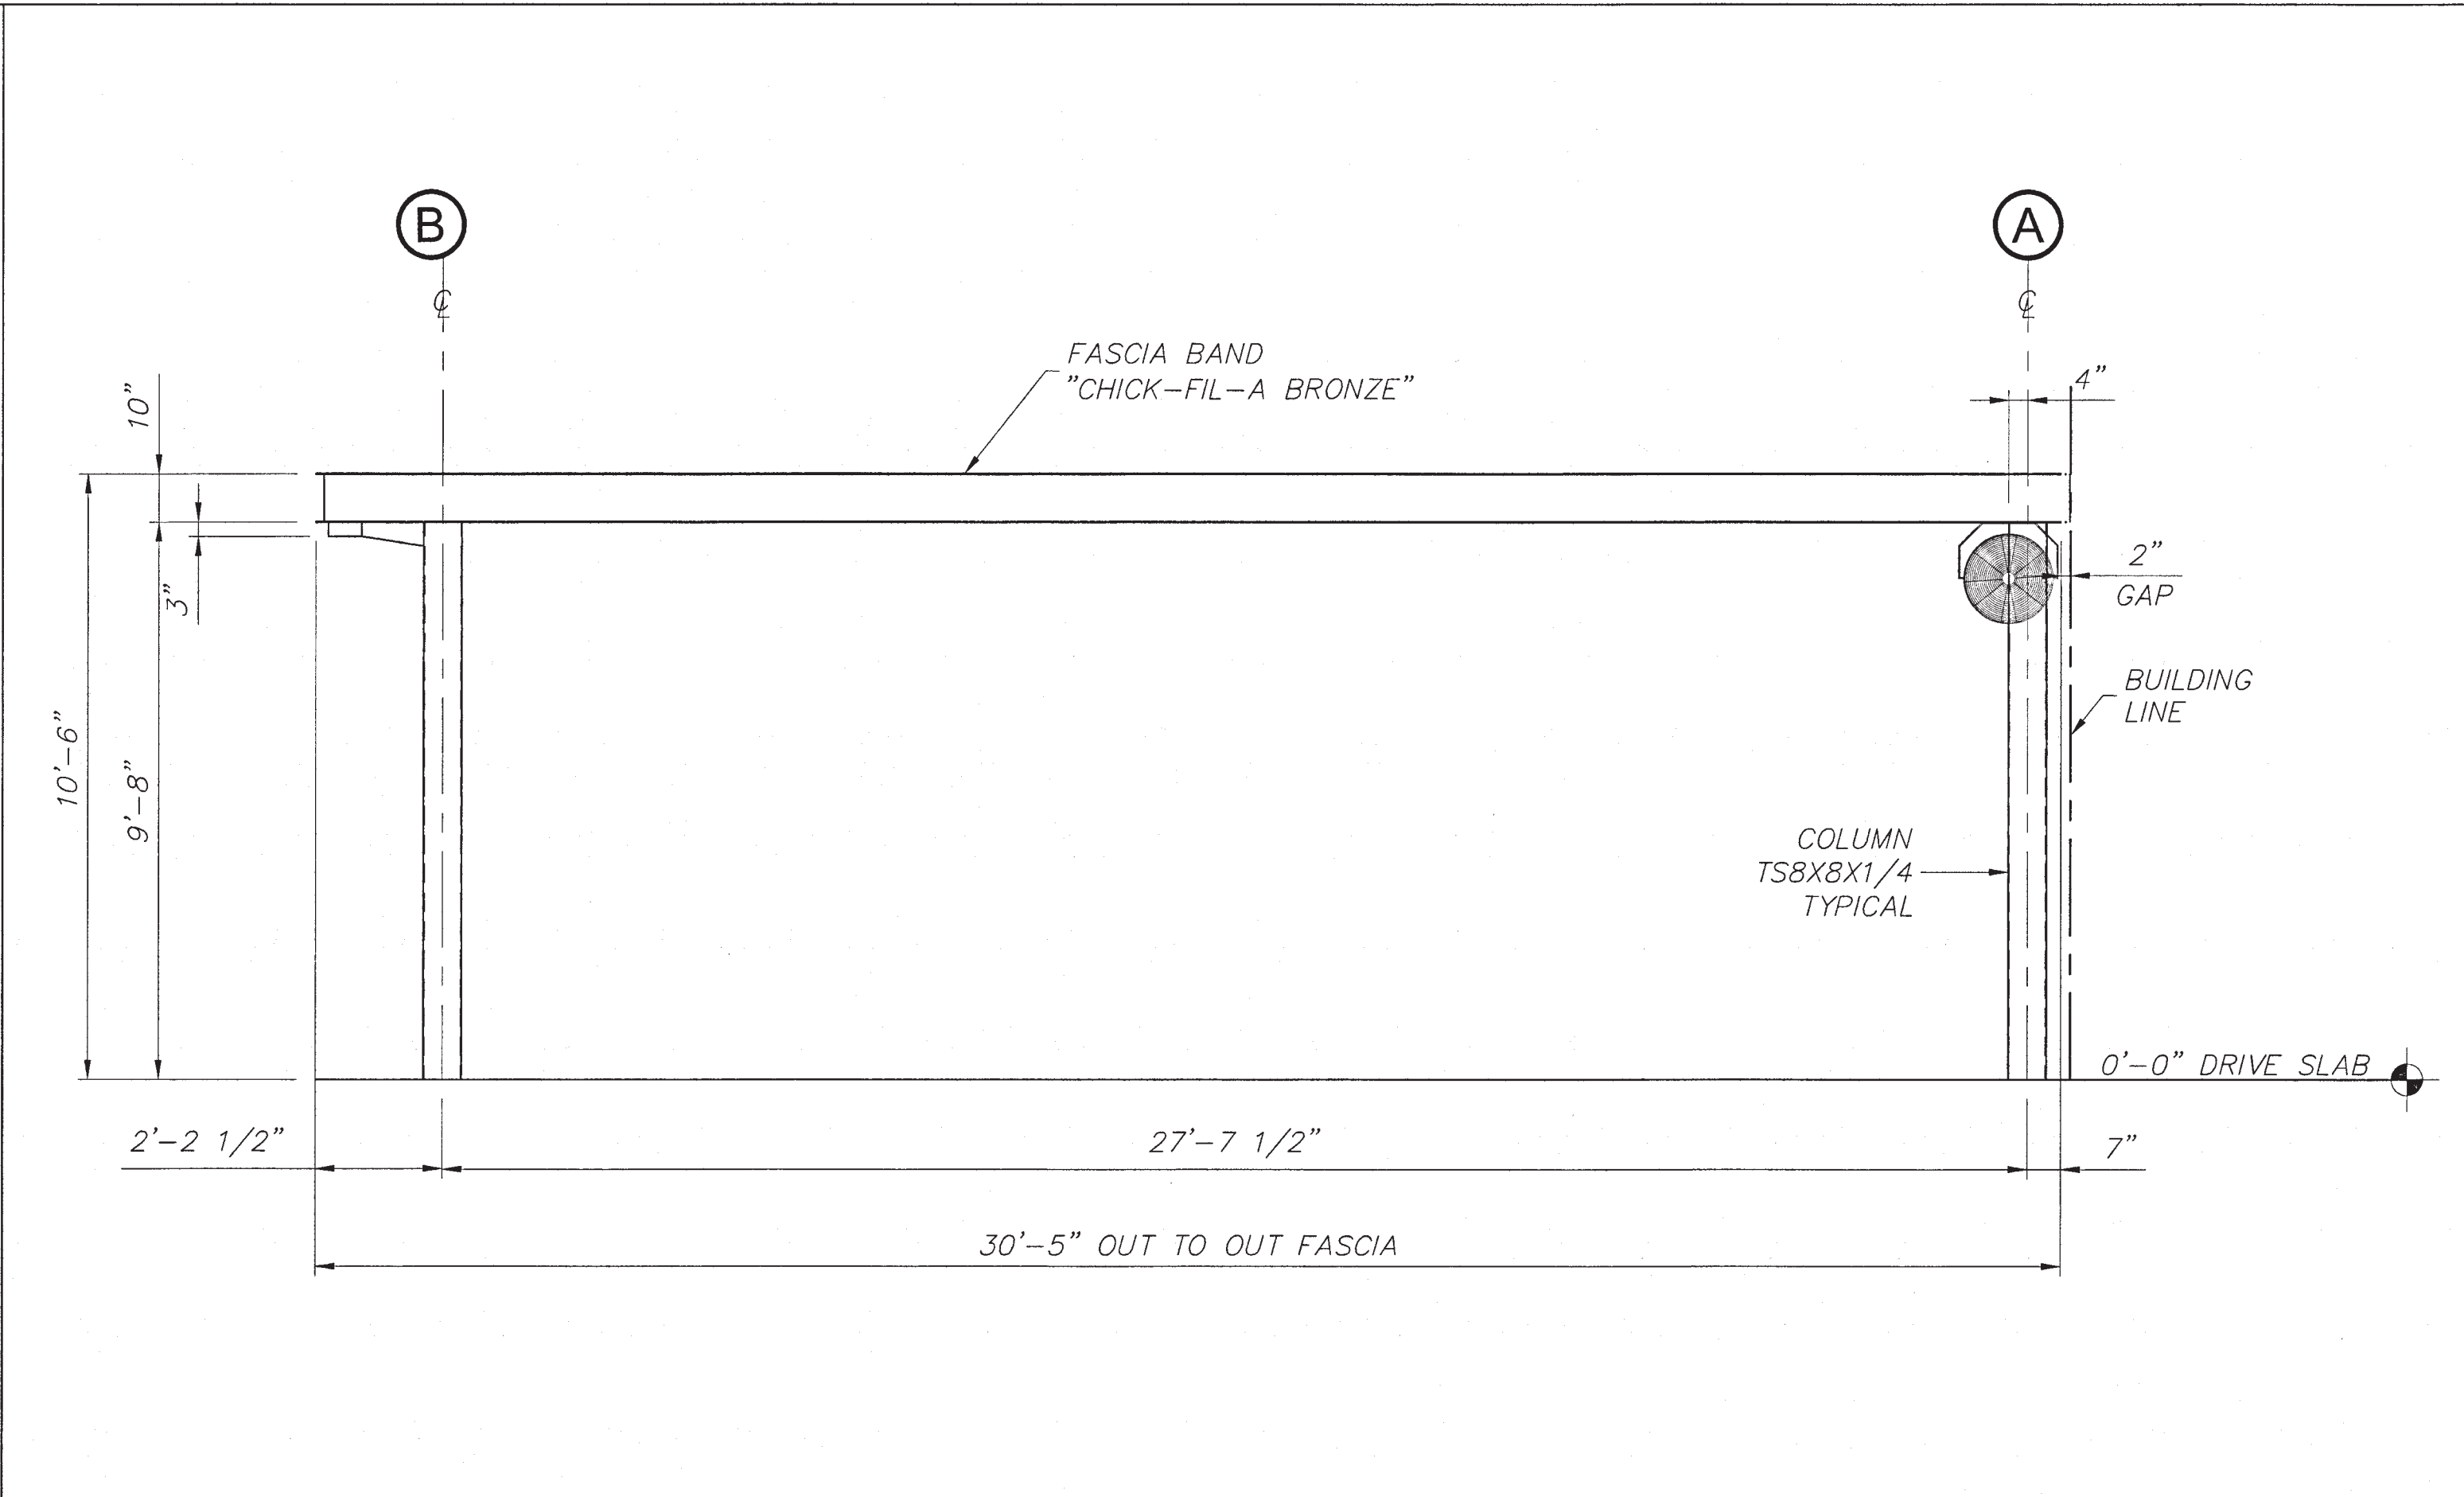 B
A
℄
℄
FASCIA BAND
"CHICK-FIL-A BRONZE"
4"
10"
3"
2"
GAP
BUILDING
LINE
10'-6"
9'-8"
COLUMN
TS8X8X1/4
TYPICAL
0'-0" DRIVE SLAB
2'-2 1/2"
27'-7 1/2"
7"
30'-5" OUT TO OUT FASCIA